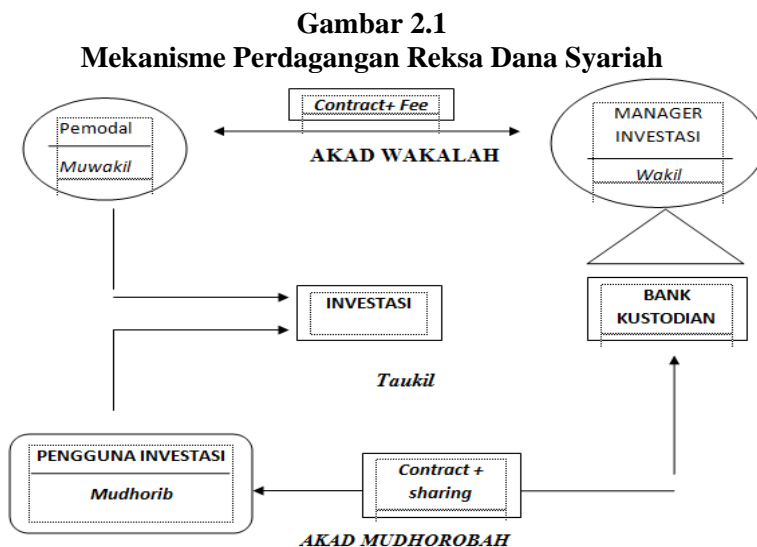 Gambar 2.1
Mekanisme Perdagangan Reksa Dana Syariah
Contract+ Fee
Pemodal
Muwakil
AKAD WAKALAH
MANAGER
INVESTASI
Wakil
INVESTASI
BANK
KUSTODIAN
Taukil
PENGGUNA INVESTASI
Mudhorib
Contract +
sharing
AKAD MUDHOROBAH